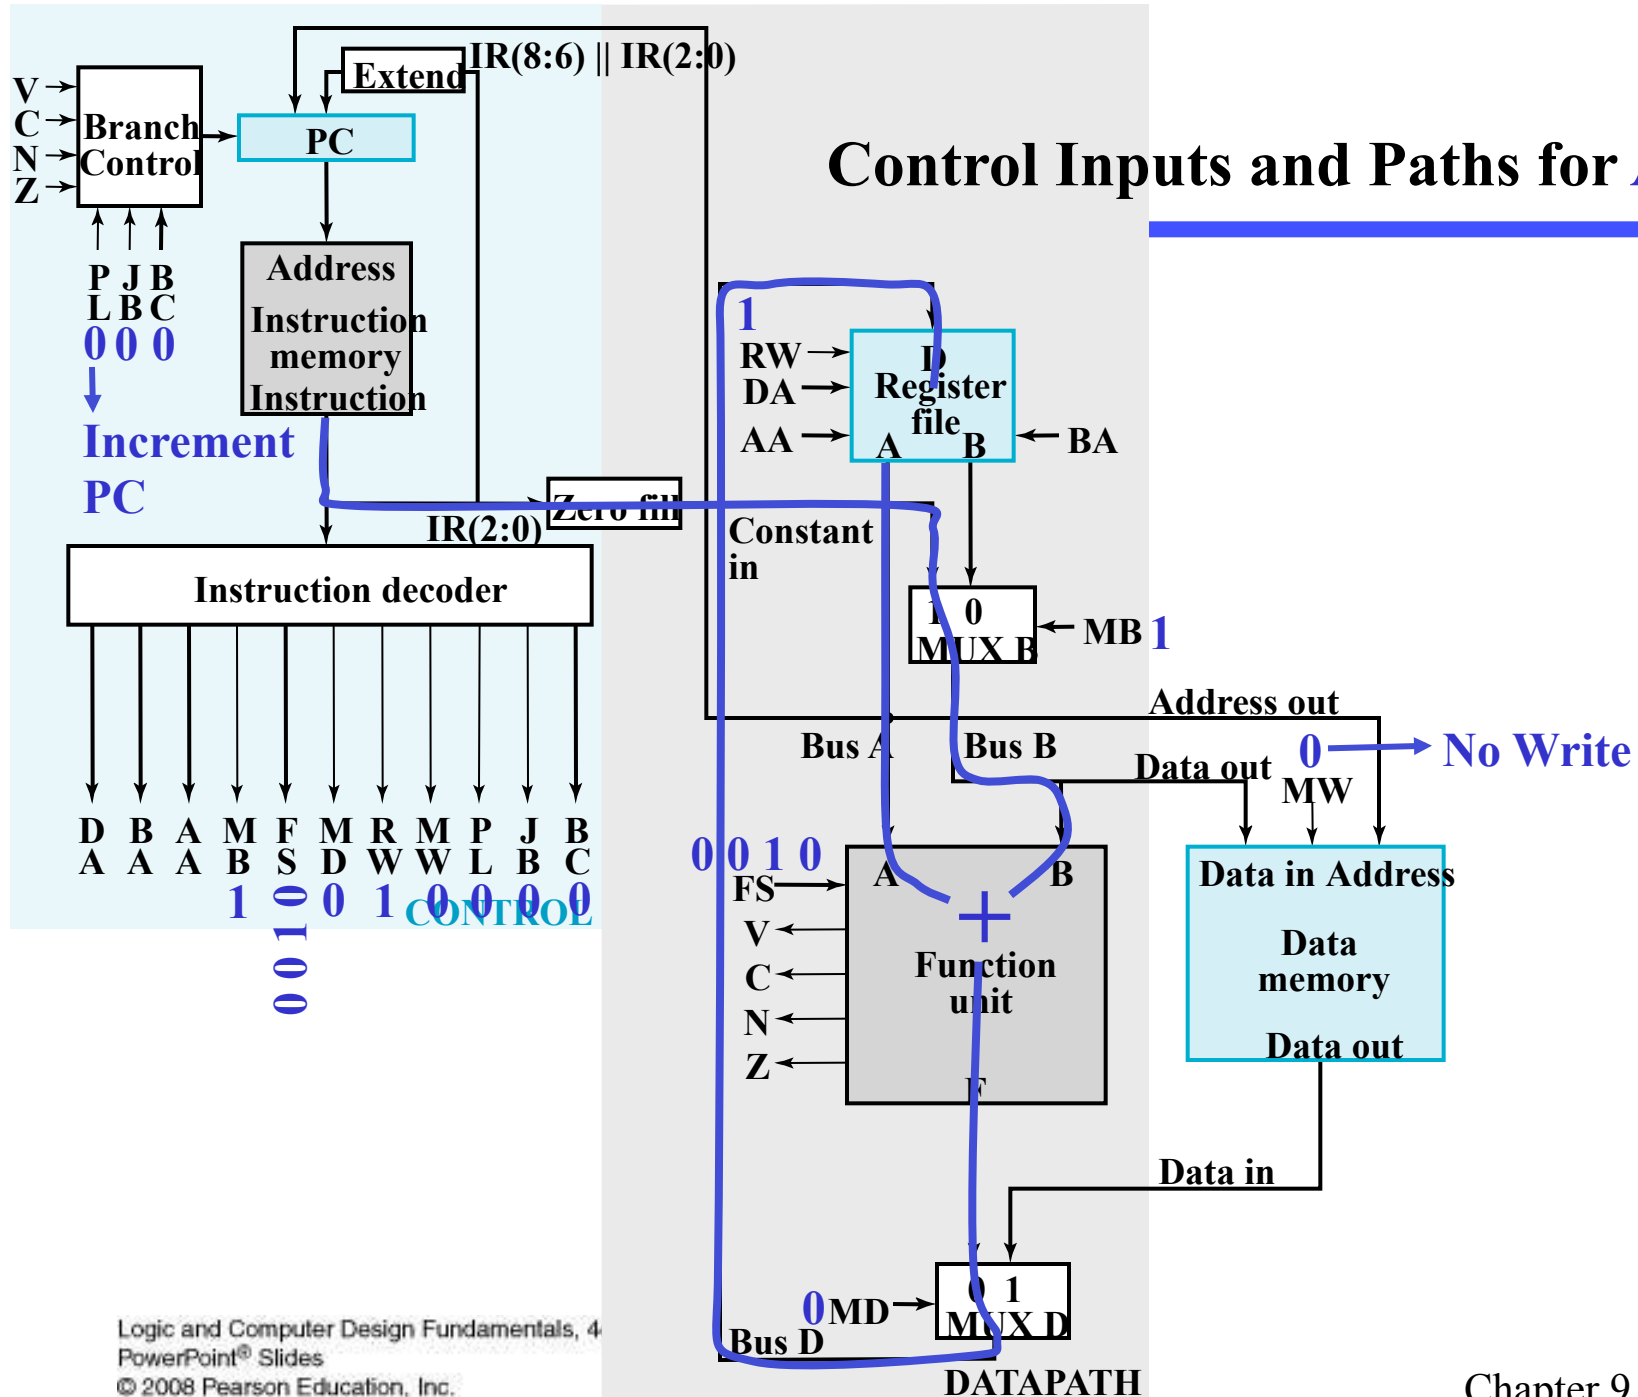 IR(8:6) || IR(2:0)
Extend
V
C
N
Z
Branch
Control
PC
Control Inputs and Paths for
P J B
L B C
0 0 0
Increment
PC
Address
Instruction
memory
Instruction
1
RW
DA
AA
D
Register
file
A B
BA
IR(2:0)
Zero fill
Constant
in
Instruction decoder
1 0
MUX B
MB 1
Address out
Bus A
Bus B
0
No Write
Data out
MW
D B A M F M R M P J B
A A A B S D W W L B C
1 0 0 1 0 0 1 0 0 0 0
CONTROL
0 0 1 0
FS
V
C
N
Z
A B
+
Function
unit
F
Data in Address
Data
memory
Data out
Data in
0 MD
0 1
MUX D
Bus D
DATAPATH
Logic and Computer Design Fundamentals, 4
PowerPoint® Slides
© 2008 Pearson Education, Inc.
Chapter 9